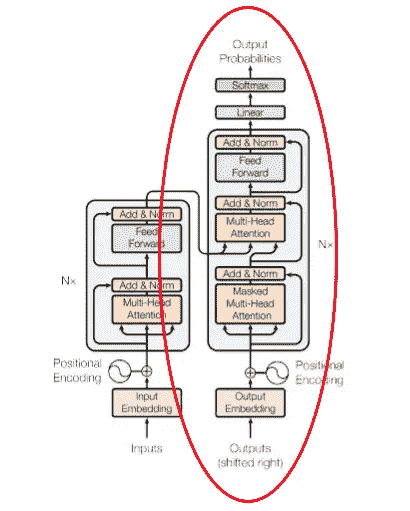 Output
Probabilities
Softmax
Linear
Add & Norm
Feed
Forward
Add & Norm
Multi-Head
Attention
Nx
Add & Norm
Masked
Multi-Head
Attention
Positional
Encoding
Output
Embedding
Outputs
(shifted right)
Add & Norm
Feed
Forward
Nx
Add & Norm
Multi-Head
Attention
Positional
Encoding
Input
Embedding
Inputs